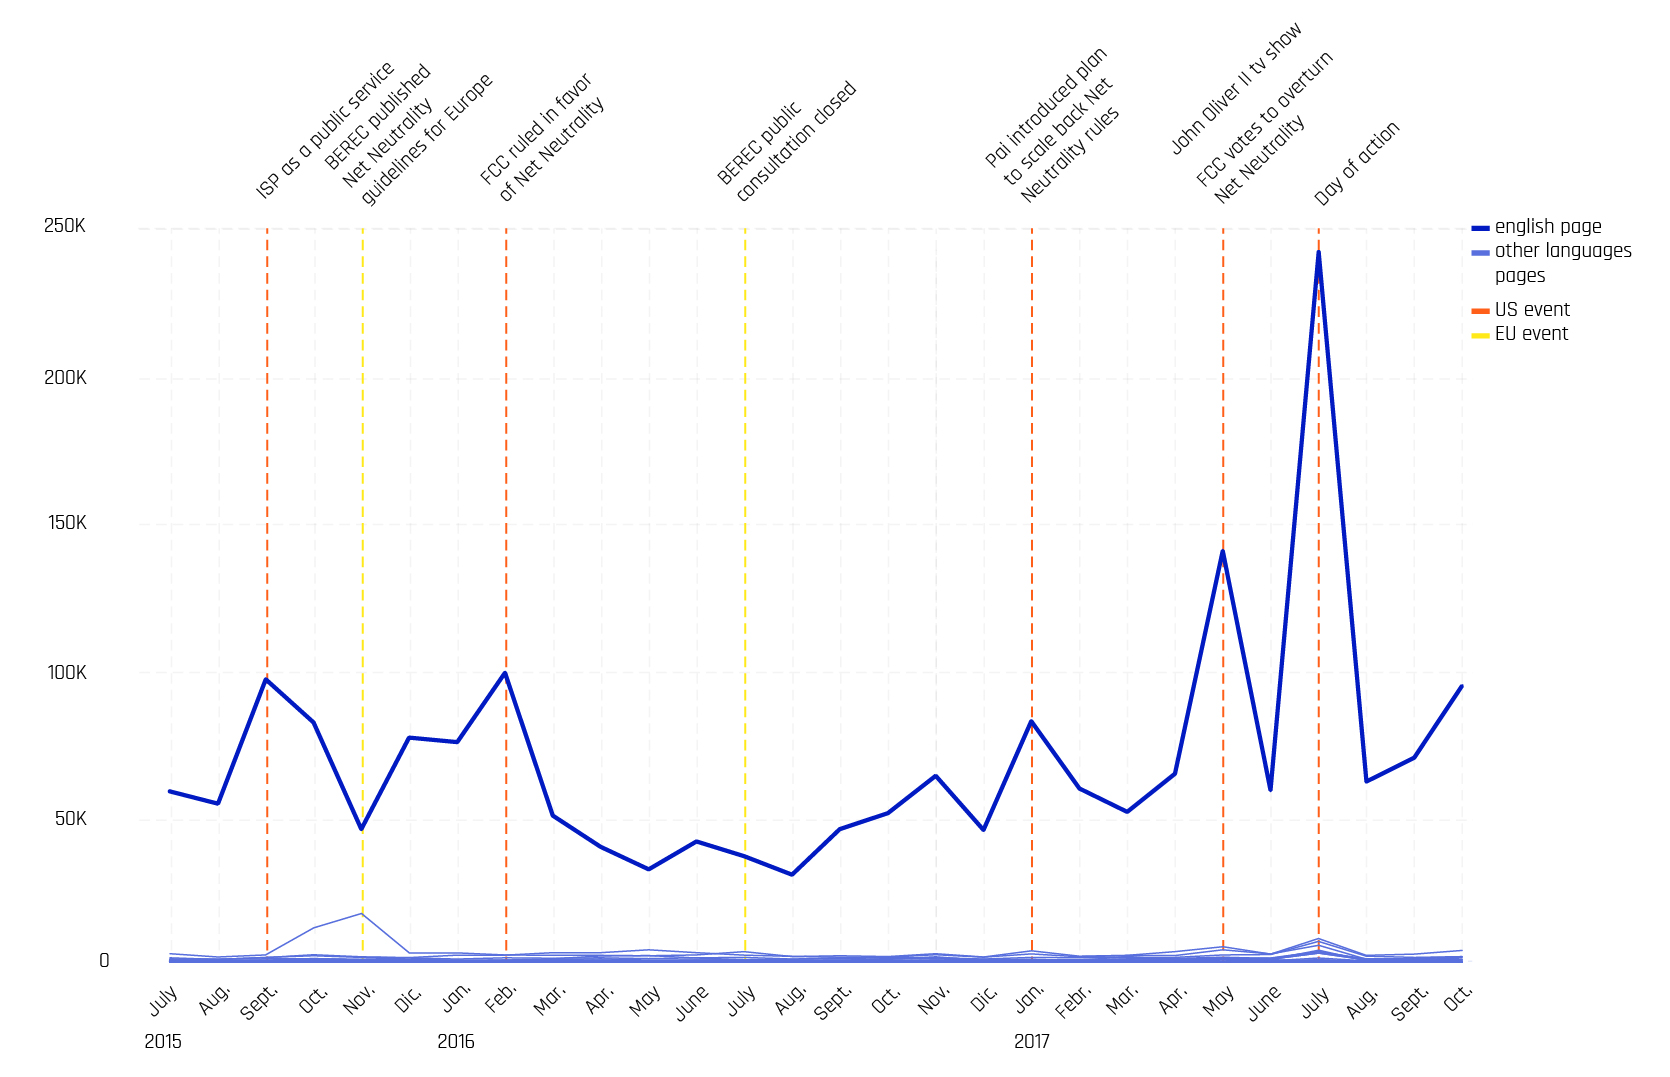 ISP as a public service
BEREC published
Net Neutrality
guidelines for Europe
FCC ruled in favor
of Net Neutrality
BEREC public
consultation closed
Pai introduced plan
to scale back Net
Neutrality rules
John Oliver II tv show
FCC votes to overturn
Net Neutrality
Day of action
250K
200K
150K
100K
50K
0
english page
other languages
pages
US event
EU event
July
Aug.
Sept.
Oct.
Nov.
Dic.
Jan.
Feb.
Mar.
Apr.
May
June
July
Aug.
Sept.
Oct.
Nov.
Dic.
Jan.
Febr.
Mar.
Apr.
May
June
July
Aug.
Sept.
Oct.
2015
2016
2017